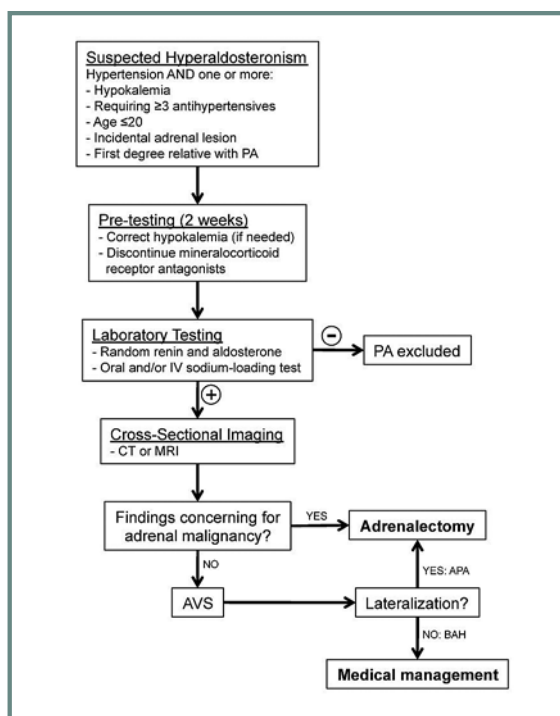 Suspected Hyperaldosteronism
Hypertension AND one or more:
- Hypokalemia
- Requiring ≥3 antihypertensives
- Age ≤20
- Incidental adrenal lesion
- First degree relative with PA
Pre-testing (2 weeks)
- Correct hypokalemia (if needed)
- Discontinue mineralocorticoid
receptor antagonists
Laboratory Testing
- Random renin and aldosterone
- Oral and/or IV sodium-loading test
−
PA excluded
+
Cross-Sectional Imaging
- CT or MRI
Findings concerning for
adrenal malignancy?
YES
Adrenalectomy
NO
YES: APA
AVS
Lateralization?
NO: BAH
Medical management